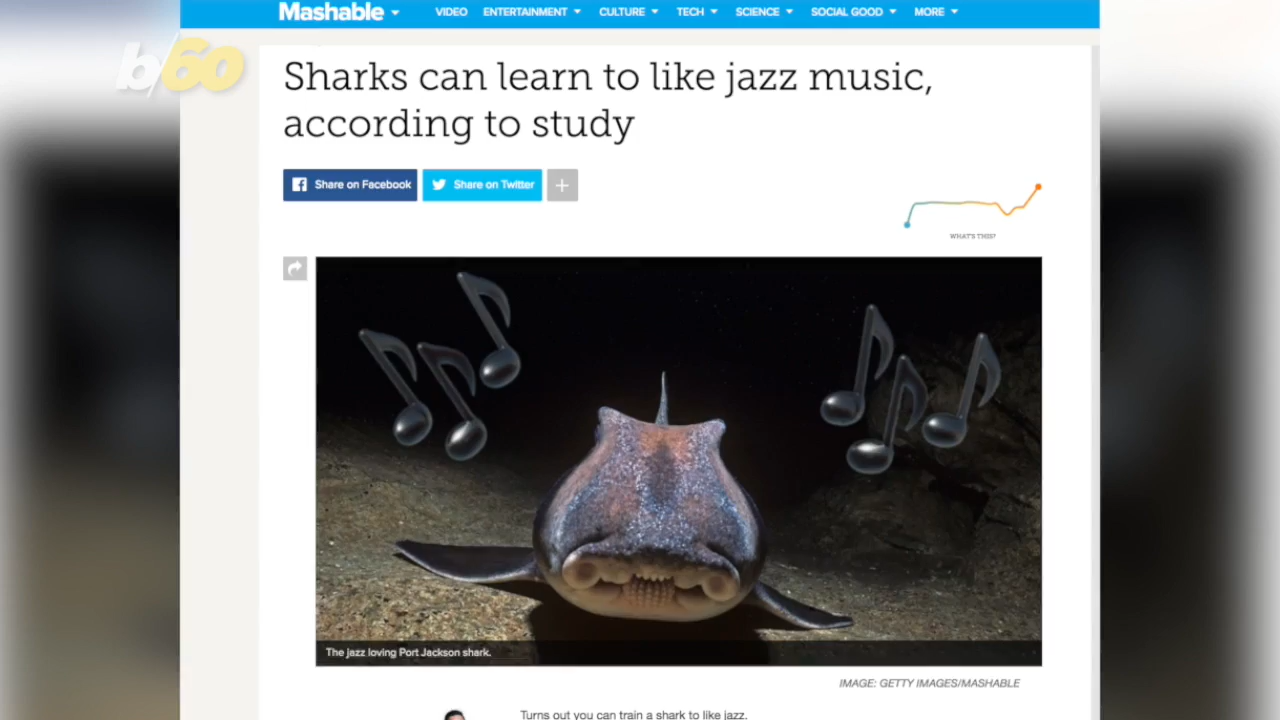 Mashable
VIDEO ENTERTAINMENT CULTURE TECH SCIENCE SOCIAL GOOD MORE
b/60
Sharks can learn to like jazz music,
according to study
Share on Facebook Share on Twitter +
WHAT'S THIS?
The jazz loving Port Jackson shark.
IMAGE: GETTY IMAGES/MASHABLE
Turns out you can train a shark to like jazz.